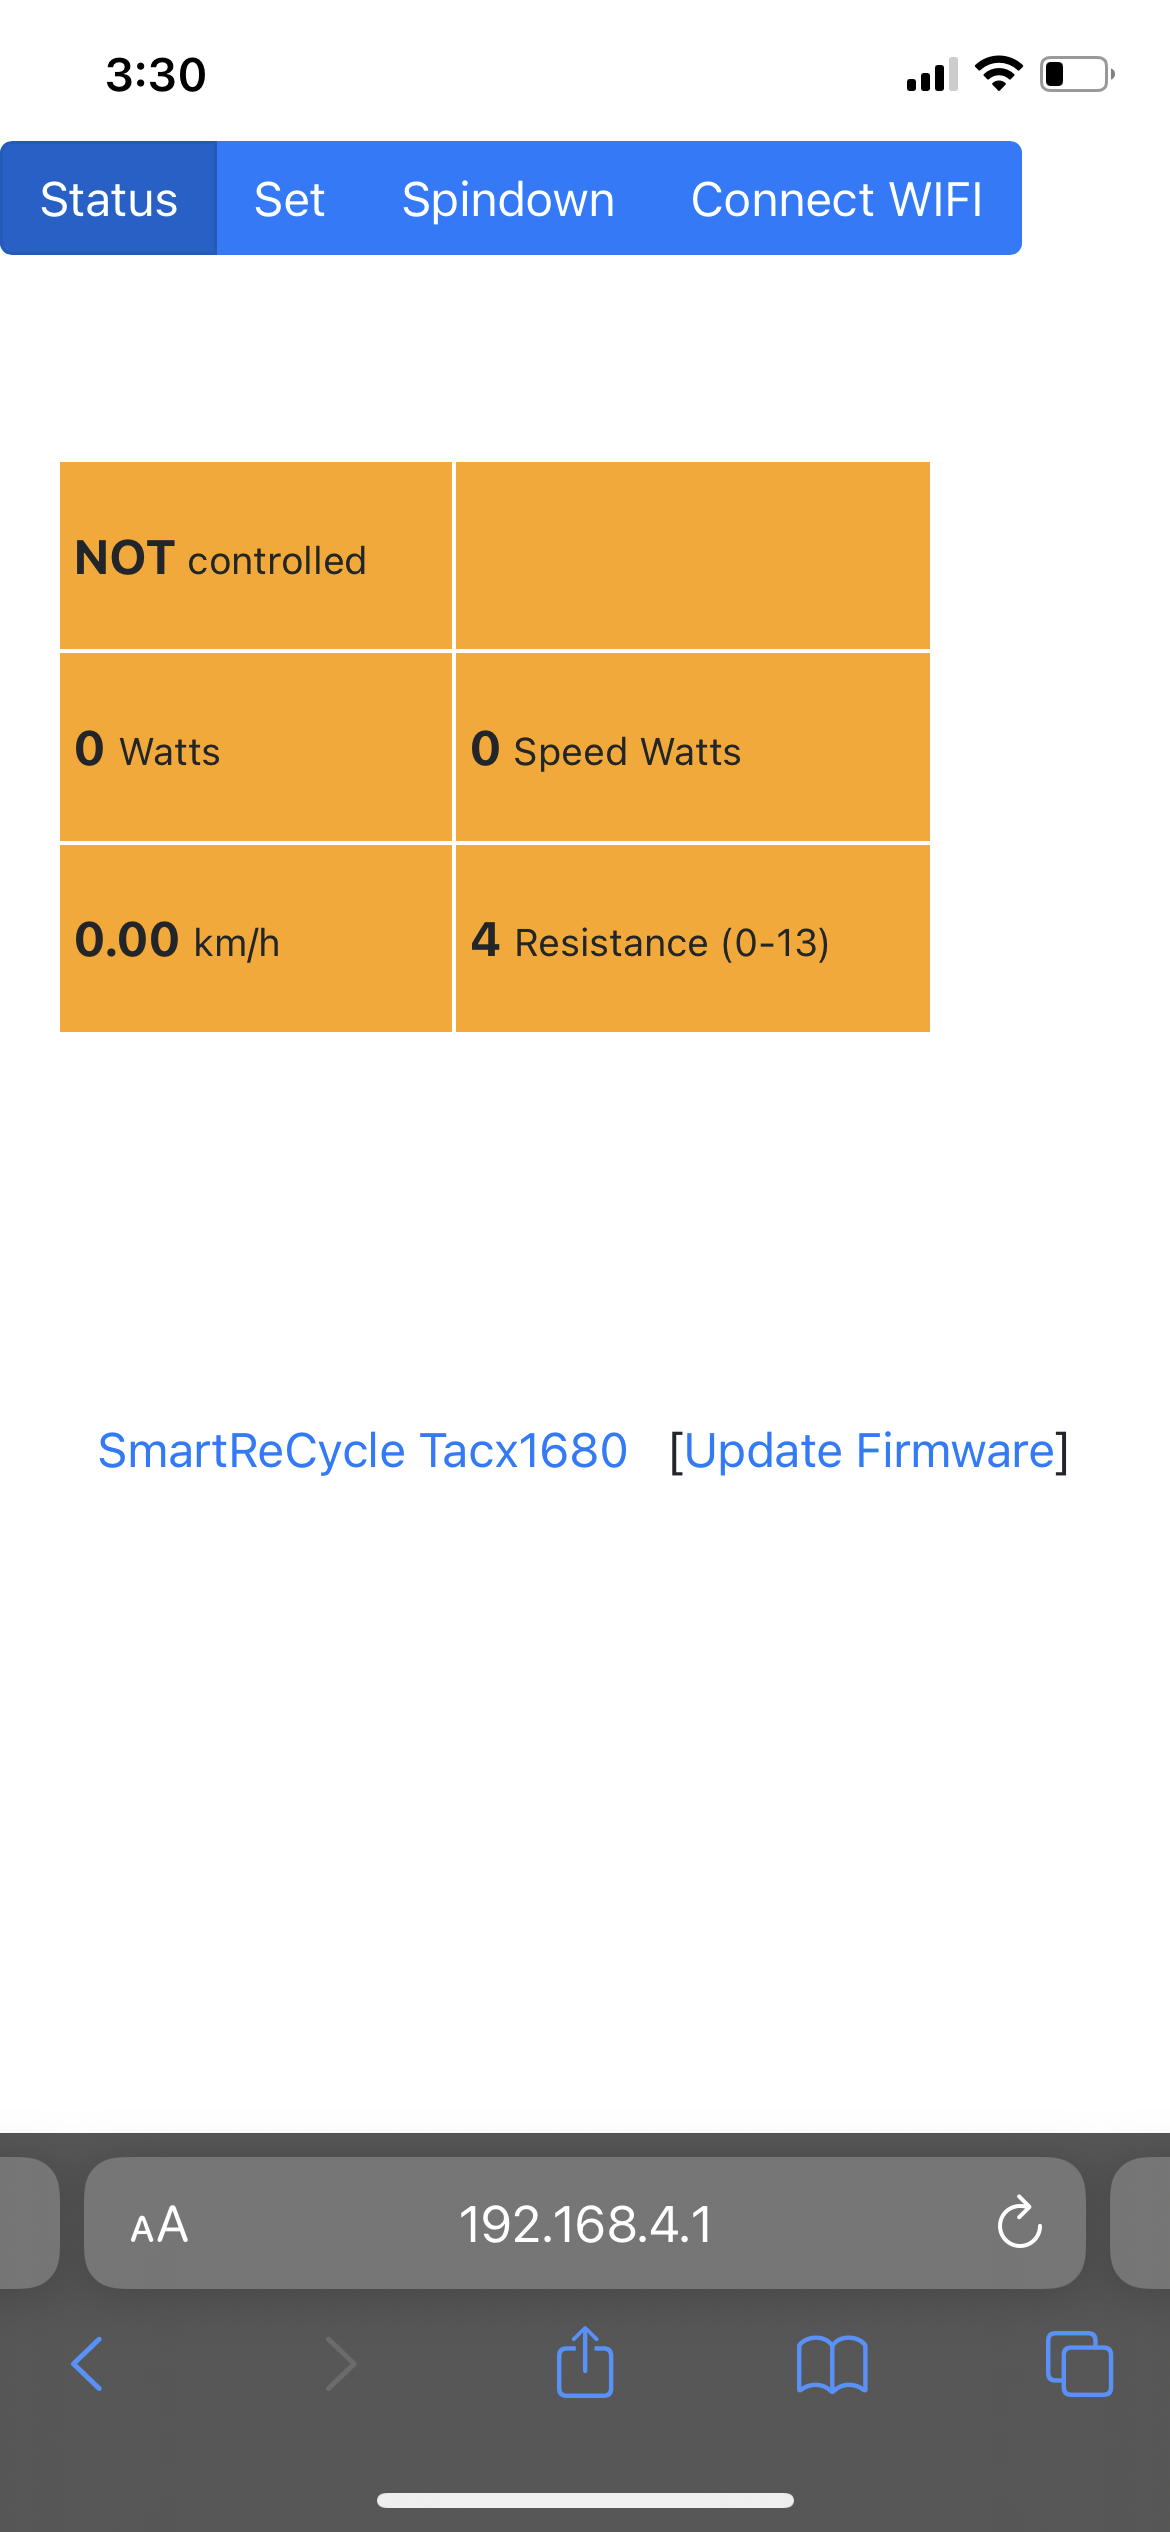 3:30
Status Set Spindown Connect WIFI
NOT controlled
0 Watts 0 Speed Watts
0.00 km/h 4 Resistance (0-13)
SmartReCycle Tacx1680 [Update Firmware]
AA 192.168.4.1